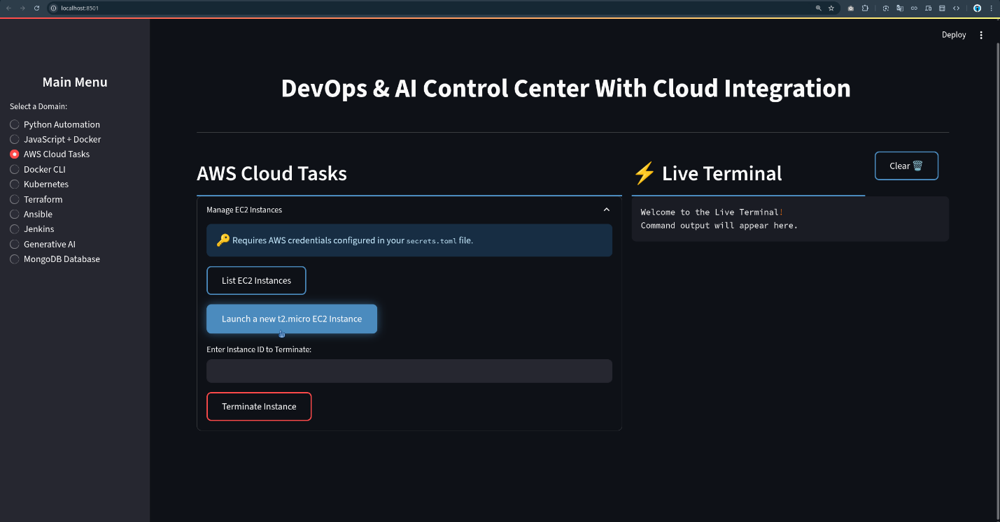 localhost:8501
Deploy
Main Menu
Select a Domain:
Python Automation
JavaScript + Docker
AWS Cloud Tasks
Docker CLI
Kubernetes
Terraform
Ansible
Jenkins
Generative AI
MongoDB Database
DevOps & AI Control Center With Cloud Integration
AWS Cloud Tasks
Manage EC2 Instances
🔑 Requires AWS credentials configured in your secrets.toml file.
List EC2 Instances
Launch a new t2.micro EC2 Instance
Enter Instance ID to Terminate:
Terminate Instance
⚡ Live Terminal
Clear 🗑️
Welcome to the Live Terminal!
Command output will appear here.